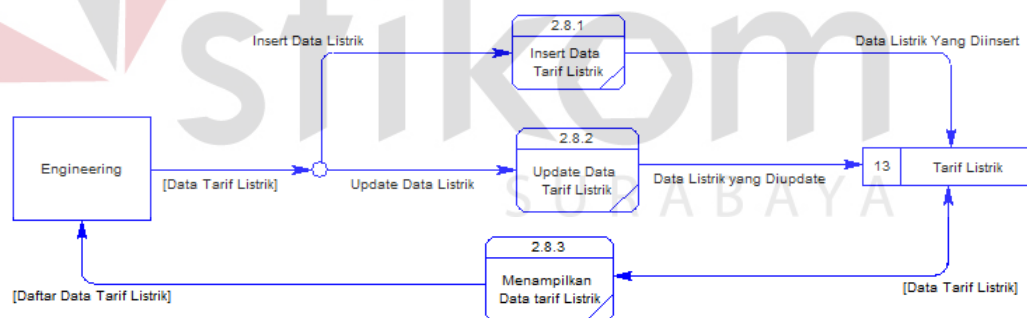 stikom
SURABAYA
2.8.1
Insert Data Listrik
Insert Data
Tarif Listrik
Data Listrik Yang Diinsert
2.8.2
Engineering
[Data Tarif Listrik]
Update Data Listrik
Update Data
Tarif Listrik
Data Listrik yang Diupdate
13
Tarif Listrik
2.8.3
Menampilkan
Data tarif Listrik
[Daftar Data Tarif Listrik]
[Data Tarif Listrik]